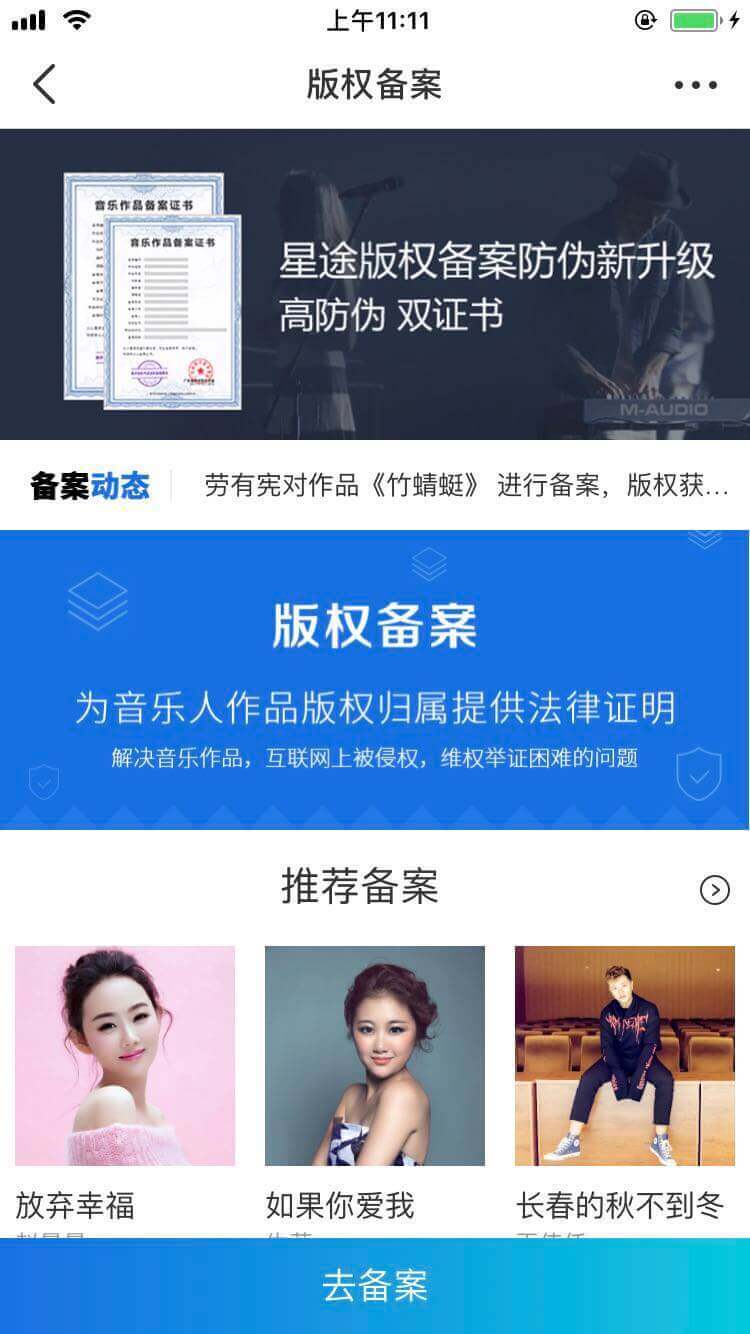 上午11:11
版权备案
音乐作品备案证书
音乐作品备案证书
星途版权备案防伪新升级
高防伪 双证书
M-AUDIO
备案动态
劳有宪对作品《竹蜻蜓》 进行备案，版权获...
版权备案
为音乐人作品版权归属提供法律证明
解决音乐作品，互联网上被侵权，维权举证困难的问题
推荐备案
放弃幸福
如果你爱我
长春的秋不到冬
去备案